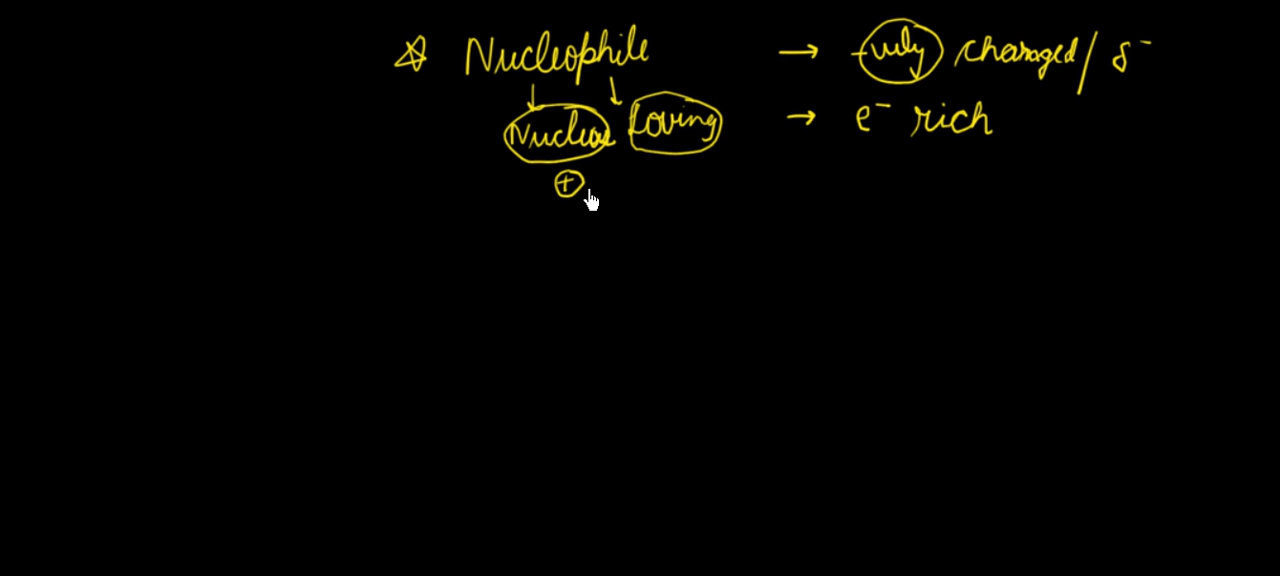 ☆ Nucleophile → -vely charged / δ⁻
↓ ↓
Nucleus Loving → e⁻ rich
+